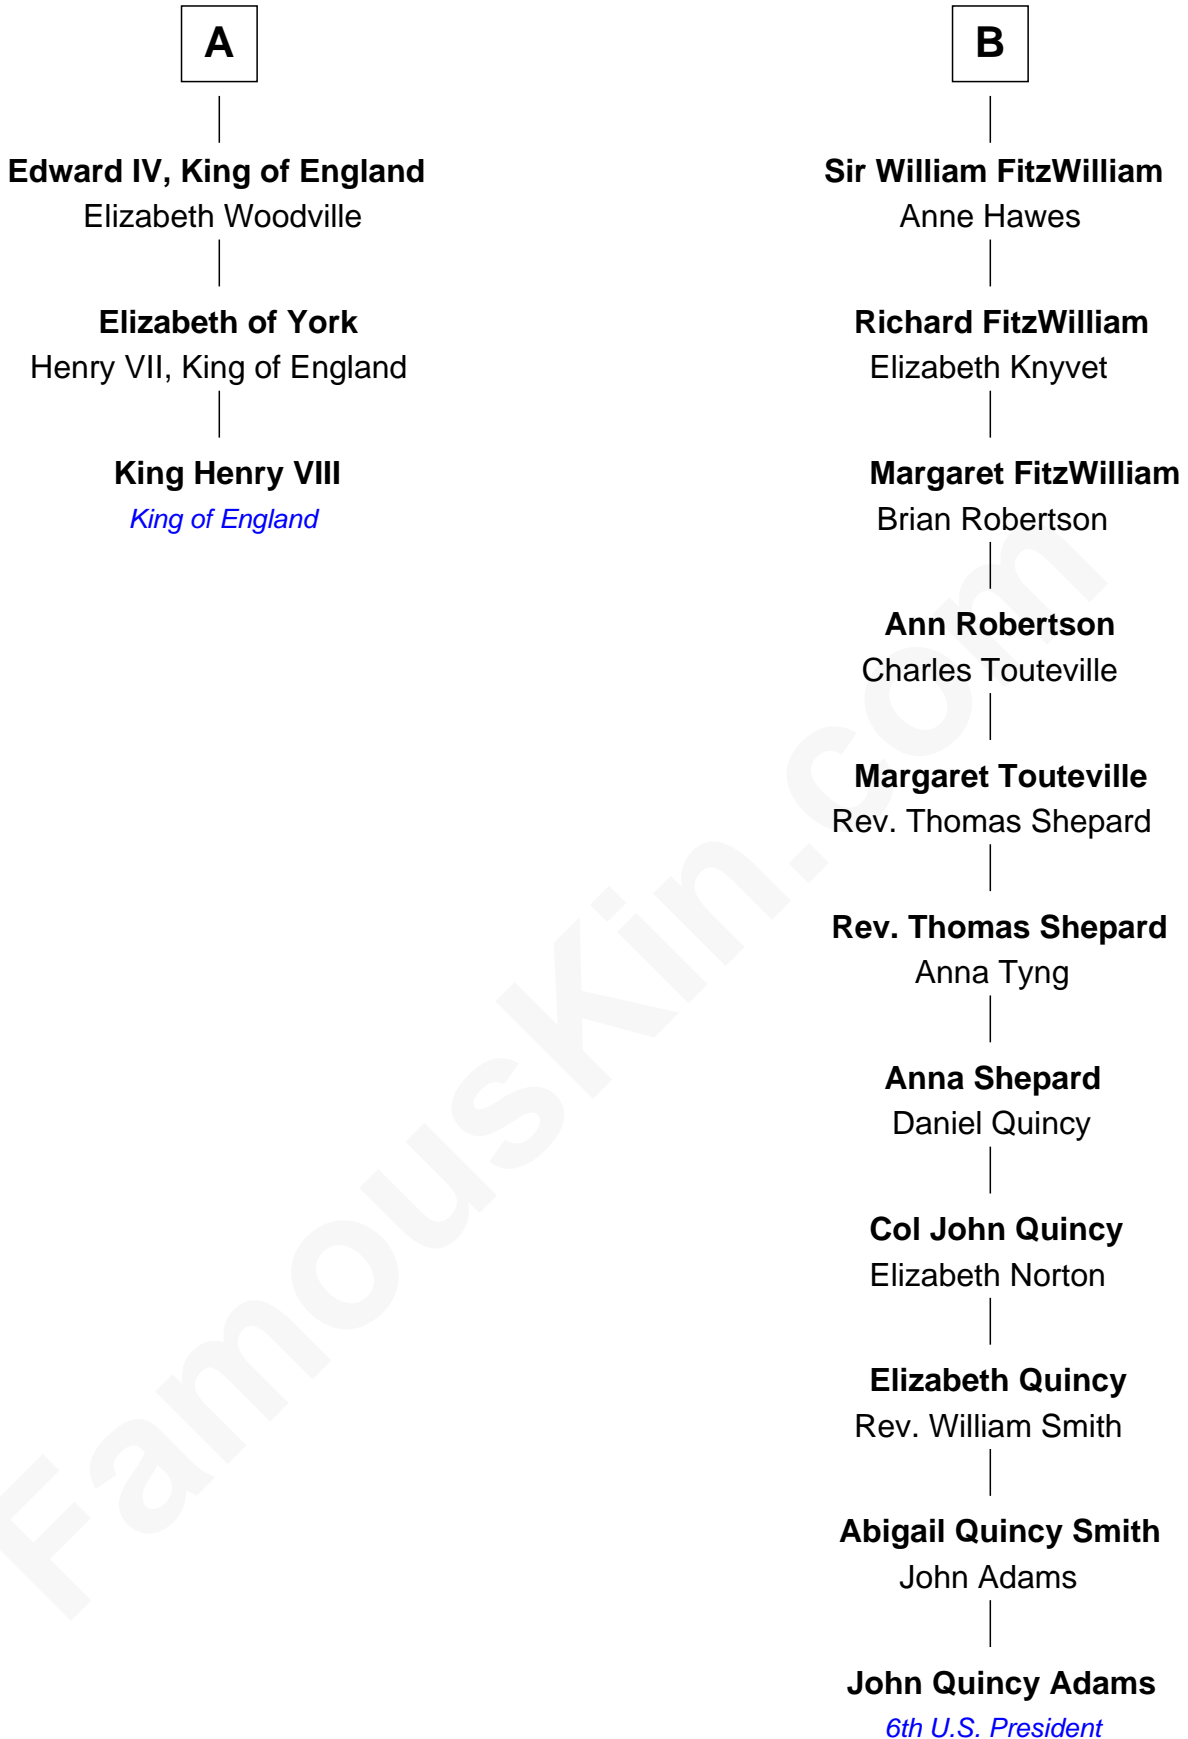 A
Edward IV, King of England
Elizabeth Woodville
Elizabeth of York
Henry VII, King of England
King Henry VIII
King of England
B
Sir William FitzWilliam
Anne Hawes
Richard FitzWilliam
Elizabeth Knyvet
Margaret FitzWilliam
Brian Robertson
Ann Robertson
Charles Touteville
Margaret Touteville
Rev. Thomas Shepard
Rev. Thomas Shepard
Anna Tyng
Anna Shepard
Daniel Quincy
Col John Quincy
Elizabeth Norton
Elizabeth Quincy
Rev. William Smith
Abigail Quincy Smith
John Adams
John Quincy Adams
6th U.S. President
FamousKin.com